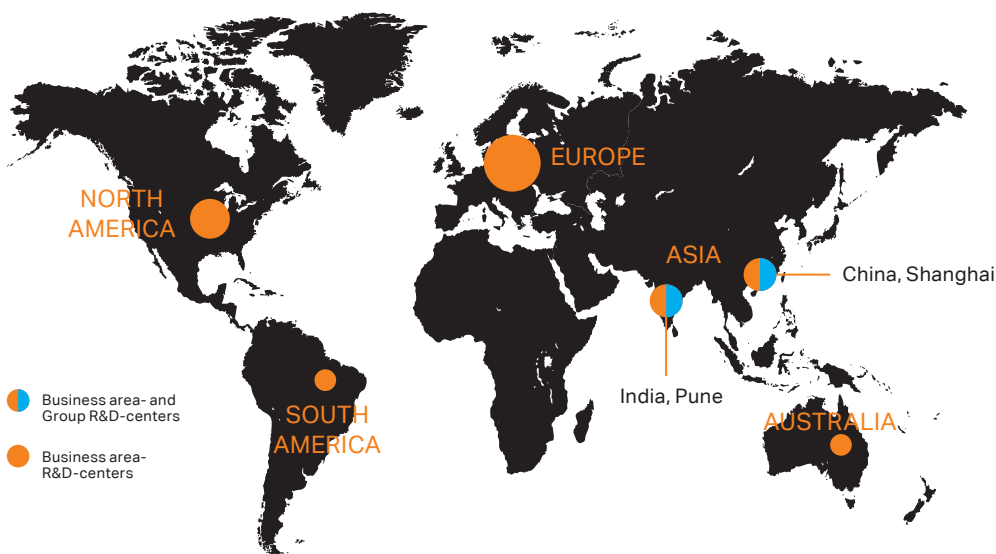 EUROPE
NORTH
AMERICA
ASIA
China, Shanghai
India, Pune
Business area- and
Group R&D-centers
SOUTH
AMERICA
AUSTRALIA
Business area-
R&D-centers